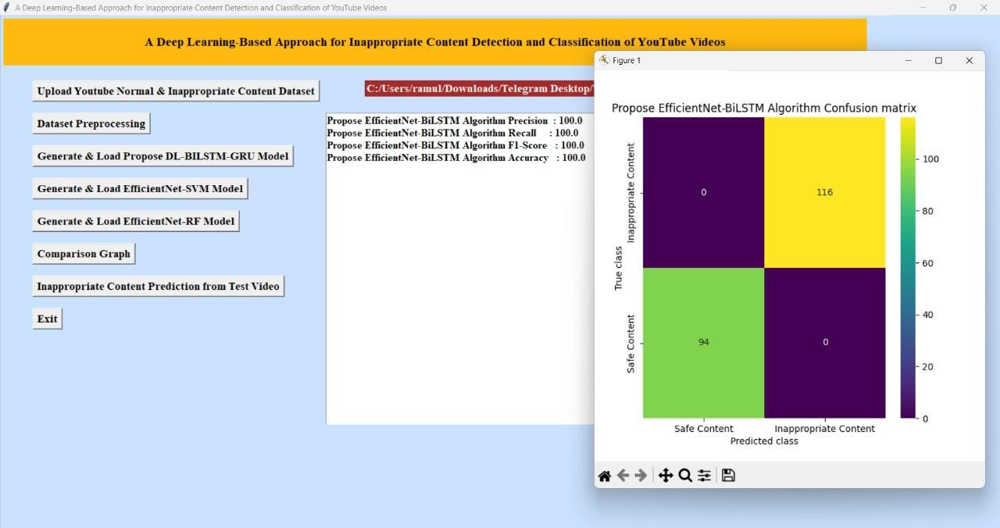 A Deep Learning-Based Approach for Inappropriate Content Detection and Classification of YouTube Videos
A Deep Learning-Based Approach for Inappropriate Content Detection and Classification of YouTube Videos
Upload Youtube Normal & Inappropriate Content Dataset
Dataset Preprocessing
Generate & Load Propose DL-BILSTM-GRU Model
Generate & Load EfficientNet-SVM Model
Generate & Load EfficientNet-RF Model
Comparison Graph
Inappropriate Content Prediction from Test Video
Exit
C:/Users/ramul/Downloads/Telegram Desktop/
Propose EfficientNet-BiLSTM Algorithm Precision : 100.0
Propose EfficientNet-BiLSTM Algorithm Recall : 100.0
Propose EfficientNet-BiLSTM Algorithm F1-Score : 100.0
Propose EfficientNet-BiLSTM Algorithm Accuracy : 100.0
Figure 1
Propose EfficientNet-BiLSTM Algorithm Confusion matrix
True class
Inappropriate Content
Safe Content
0 116
94 0
Safe Content Inappropriate Content
Predicted class
100
80
60
40
20
0